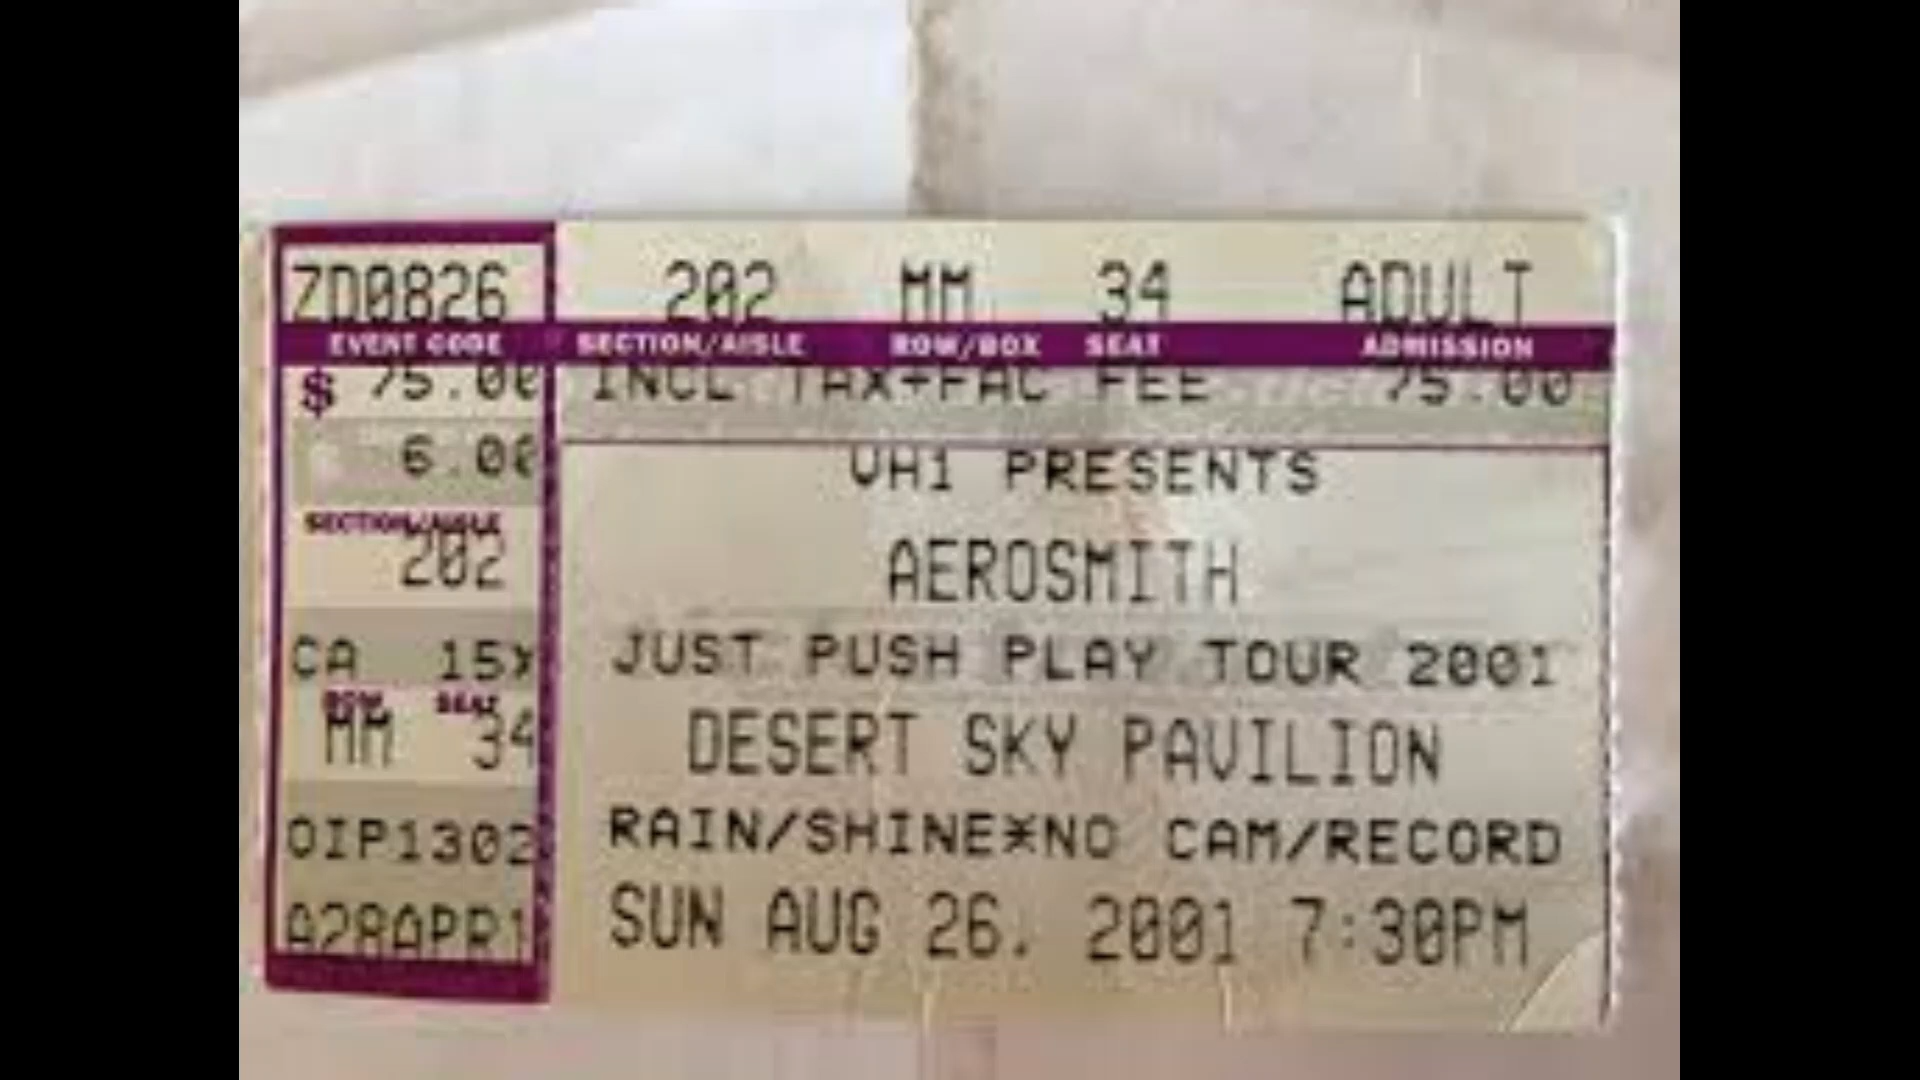 ZD0826 202 MM 34 ADULT
EVENT CODE SECTION/AISLE ROW/BOX SEAT ADMISSION
$ 75.00 INCL TAX+FAC FEE 75.00
6.00
SECTION/AISLE
202
CA 15X
ROW SEAT
MM 34
OIP1302
A28APR1
VH1 PRESENTS
AEROSMITH
JUST PUSH PLAY TOUR 2001
DESERT SKY PAVILION
RAIN/SHINE*NO CAM/RECORD
SUN AUG 26, 2001 7:30PM